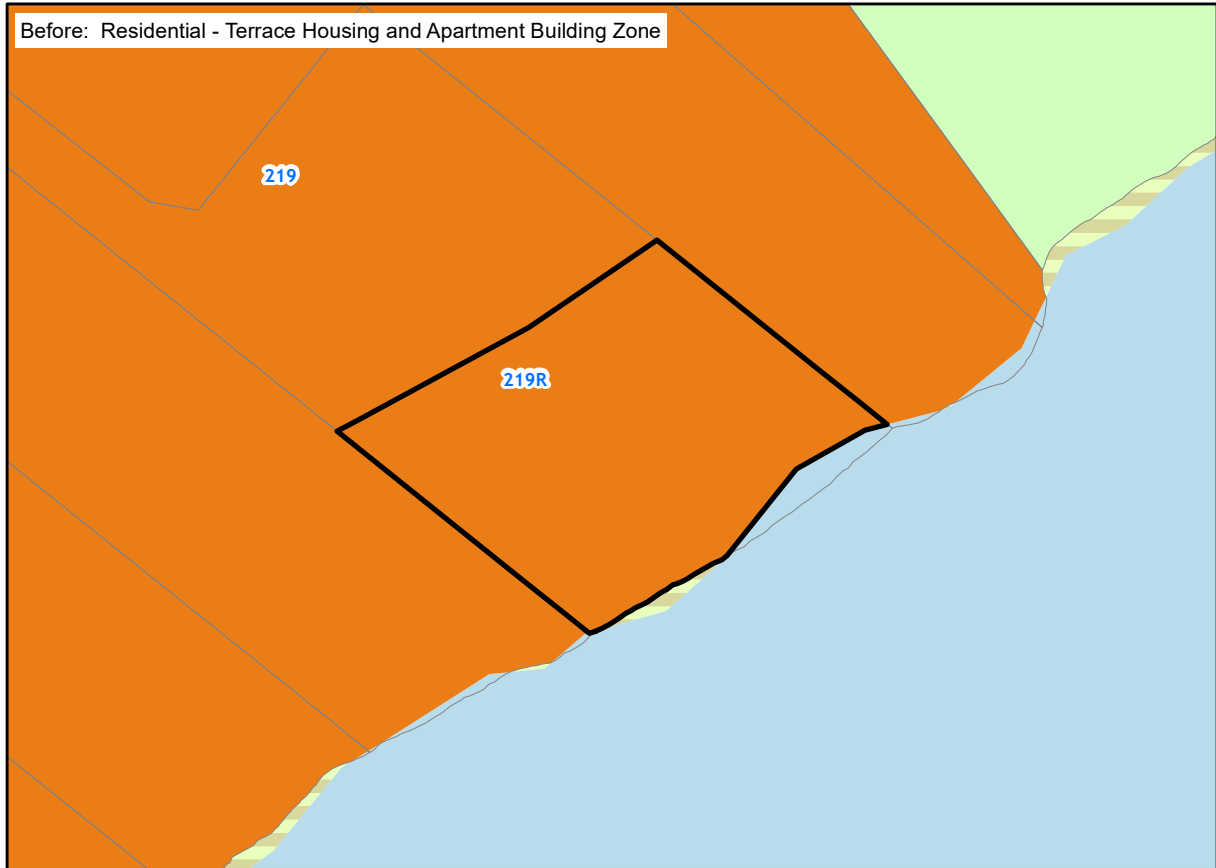 Before: Residential - Terrace Housing and Apartment Building Zone
219
219R